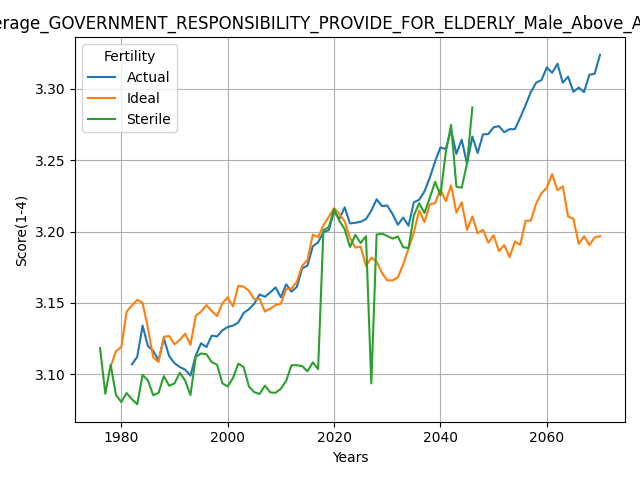 erage_GOVERNMENT_RESPONSIBILITY_PROVIDE_FOR_ELDERLY_Male_Above_A
Fertility
Actual
Ideal
Sterile
Score(1-4)
3.30
3.25
3.20
3.15
3.10
1980 2000 2020 2040 2060
Years